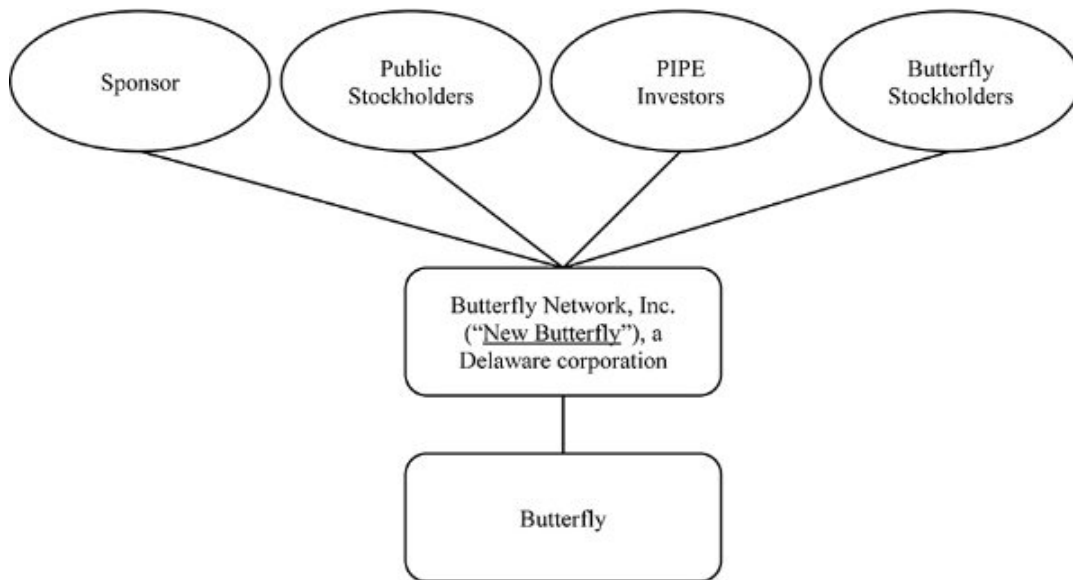 Sponsor
Public
Stockholders
PIPE
Investors
Butterfly
Stockholders
Butterfly Network, Inc.
(“New Butterfly”), a
Delaware corporation
Butterfly